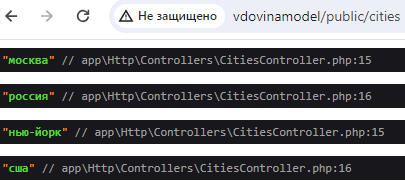 Не защищено vdovinamodel/public/cities
"москва" // app\Http\Controllers\CitiesController.php:15
"россия" // app\Http\Controllers\CitiesController.php:16
"нью-йорк" // app\Http\Controllers\CitiesController.php:15
"сша" // app\Http\Controllers\CitiesController.php:16